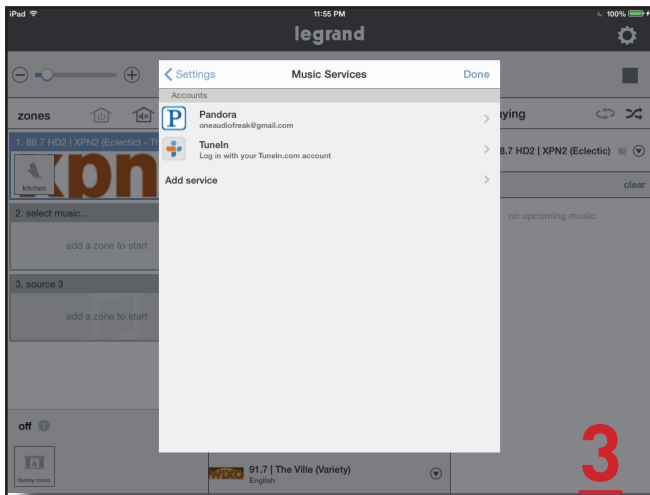 iPad 11:55 PM 100%
legrand
Settings Music Services Done
Accounts
P Pandora
oneaudiofreak@gmail.com
TuneIn
Log in with your TuneIn.com account
Add service
zones
1. 88.7 HD2 | XPN2 (Eclectic) - Th
xpn
kitchen
2. select music...
add a zone to start
3. source 3
add a zone to start
off
family room
aying
8.7 HD2 | XPN2 (Eclectic)
clear
no upcoming music
WIXQ 91.7 | The Ville (Variety)
English
3